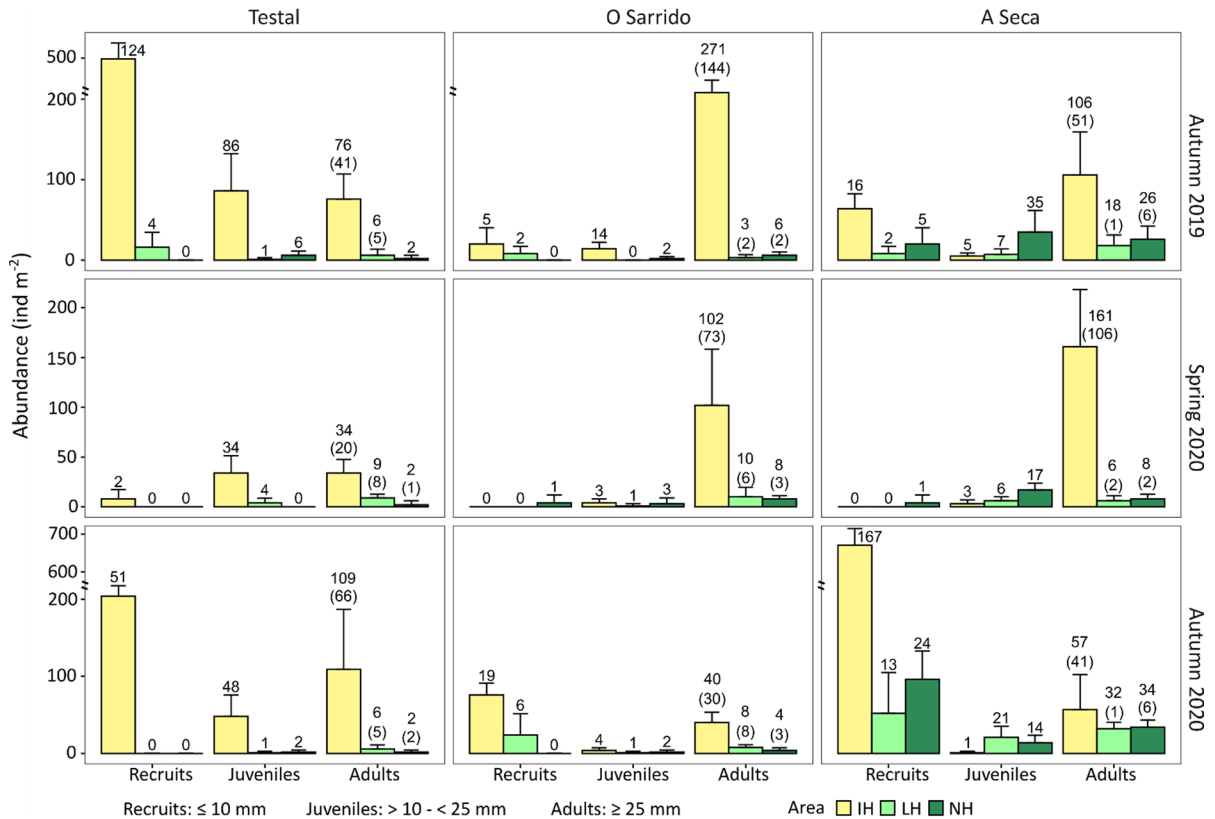 Testal O Sarrido A Seca
Abundance (ind m⁻²)
500
200
100
0
124 4 0 86 1 6 76 (41) 6 (5) 2
5 2 0 14 0 2 271 (144) 3 (2) 6 (2)
16 2 5 5 7 35 106 (51) 18 (1) 26 (6)
Autumn 2019
200
150
100
50
0
2 0 0 34 4 0 34 (20) 9 (8) 2 (1)
0 0 1 3 1 3 102 (73) 10 (6) 8 (3)
0 0 1 3 6 17 161 (106) 6 (2) 8 (2)
Spring 2020
700
600
200
100
0
51 0 0 48 1 2 109 (66) 6 (5) 2 (2)
19 6 0 4 1 2 40 (30) 8 (8) 4 (3)
167 13 24 1 21 14 57 (41) 32 (1) 34 (6)
Autumn 2020
Recruits Juveniles Adults Recruits Juveniles Adults Recruits Juveniles Adults
Recruits: ≤ 10 mm Juveniles: > 10 - < 25 mm Adults: ≥ 25 mm Area IH LH NH